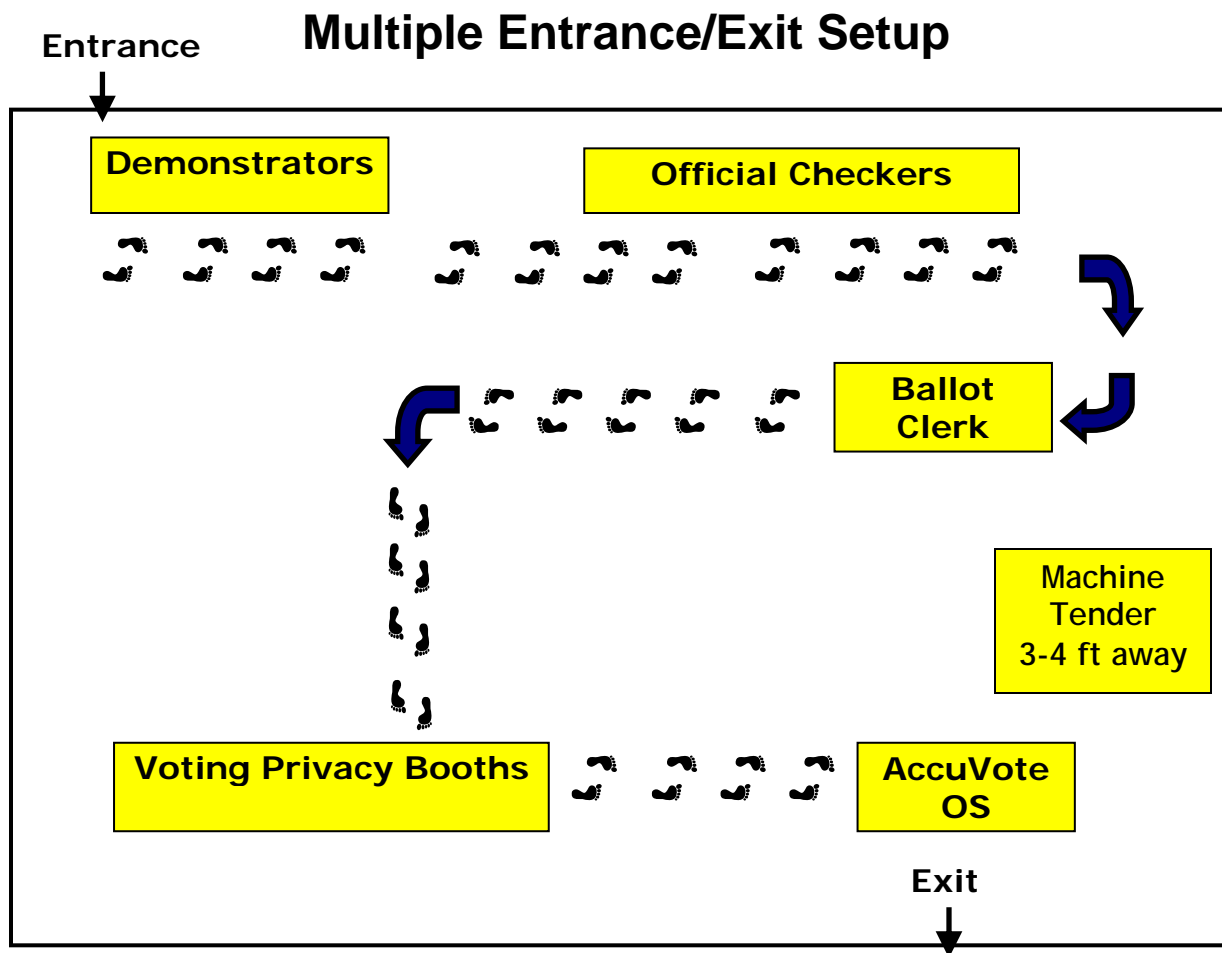 Multiple Entrance/Exit Setup
Entrance
Demonstrators
Official Checkers
Ballot
Clerk
Machine
Tender
3-4 ft away
Voting Privacy Booths
AccuVote
OS
Exit